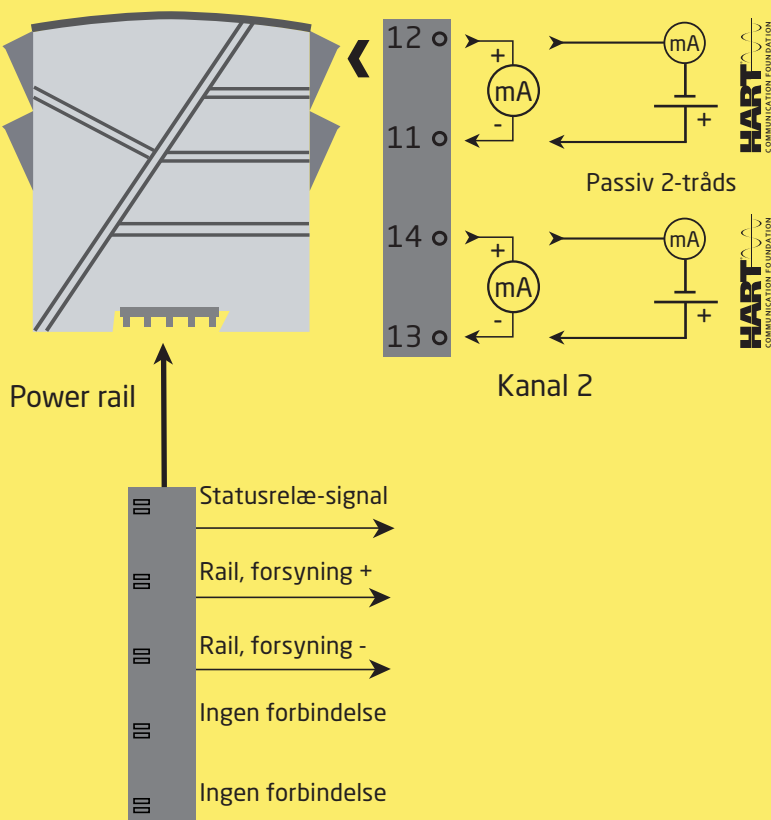 12
+
mA
-
mA
+
HART
COMMUNICATION FOUNDATION
11
Passiv 2-tråds
14
+
mA
-
mA
+
HART
COMMUNICATION FOUNDATION
13
Kanal 2
Power rail
Statusrelæ-signal
Rail, forsyning +
Rail, forsyning -
Ingen forbindelse
Ingen forbindelse